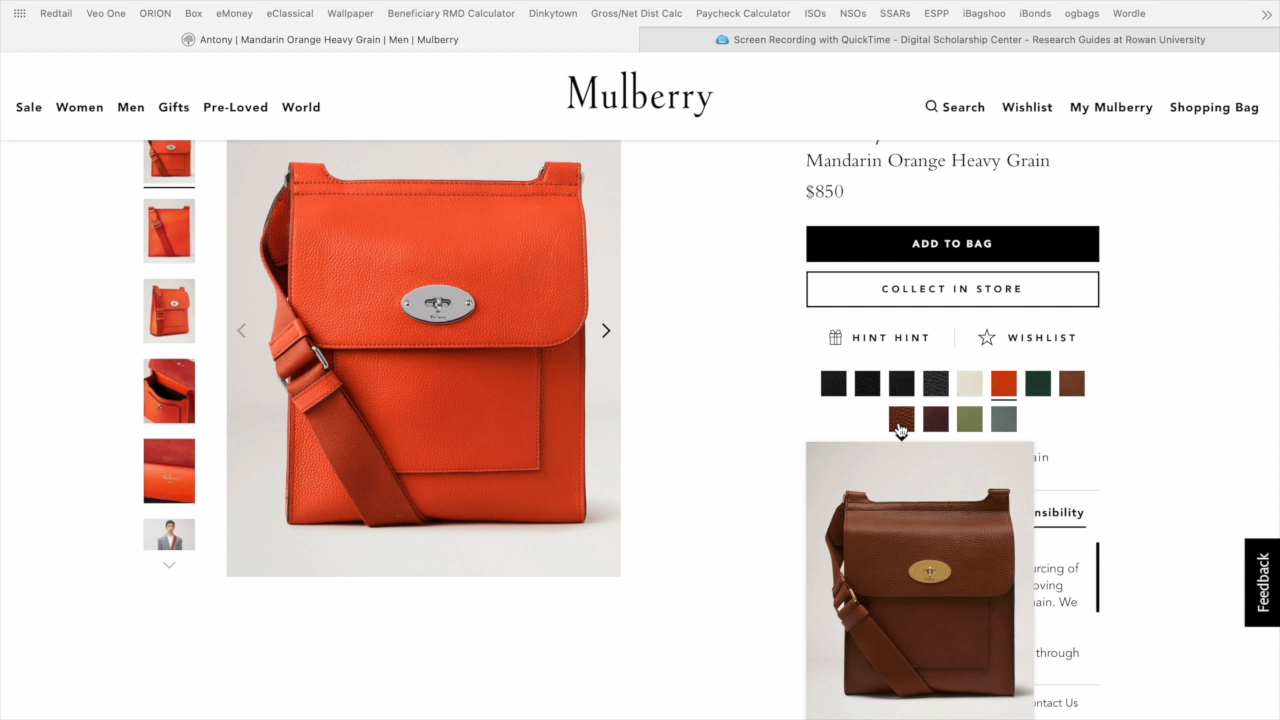 Redtail Veo One ORION Box eMoney eClassical Wallpaper Beneficiary RMD Calculator Dinkytown Gross/Net Dist Calc Paycheck Calculator ISOs NSOs SSARs ESPP iBagshoo iBonds ogbags Wordle
Antony | Mandarin Orange Heavy Grain | Men | Mulberry
Screen Recording with QuickTime - Digital Scholarship Center - Research Guides at Rowan University
Mulberry
Sale Women Men Gifts Pre-Loved World
Search Wishlist My Mulberry Shopping Bag
Mandarin Orange Heavy Grain
$850
ADD TO BAG
COLLECT IN STORE
HINT HINT
WISHLIST
ain
nsibility
urcing of
oving
nain. We
through
ontact Us
Feedback
Mulberry